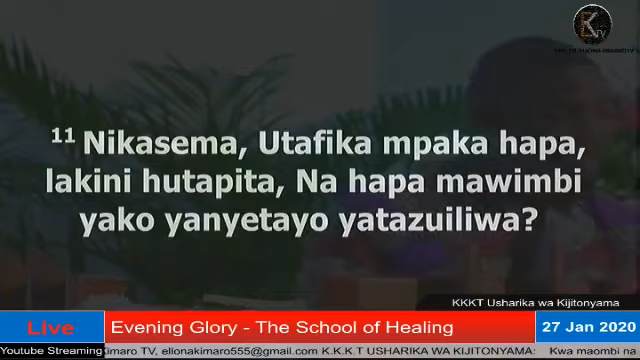 ¹¹ Nikasema, Utafika mpaka hapa,
lakini hutapita, Na hapa mawimbi
yako yanyetayo yatazuiliwa?
KKKT Usharika wa Kijitonyama
Live Evening Glory - The School of Healing 27 Jan 2020
Youtube Streaming Kimaro TV, elionakimaro555@gmail.com K.K.K.T USHARIKA WA KIJITONYAMA: Kwa maombi na